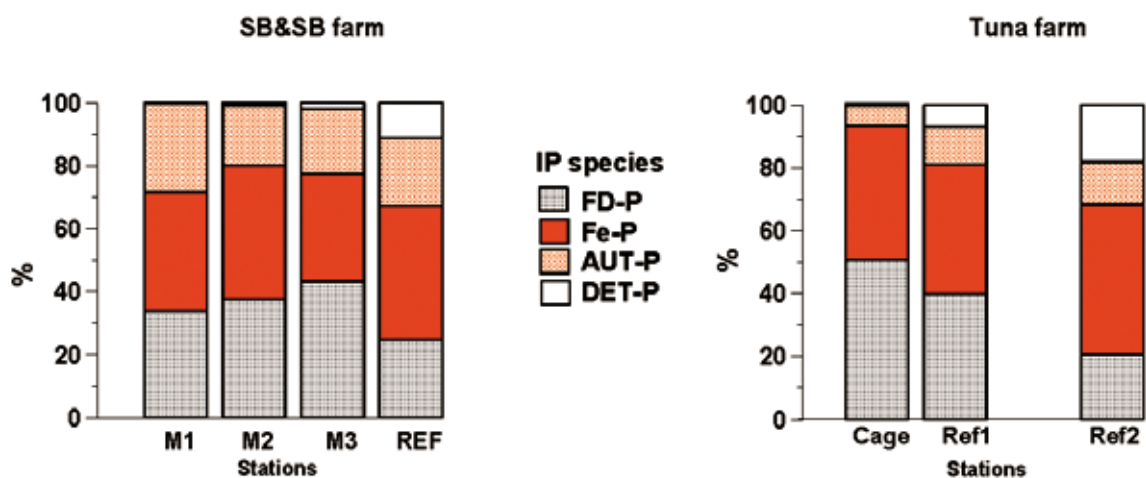 SB&SB farm
100
80
60
40
20
0
%
M1 M2 M3 REF
Stations
IP species
FD-P
Fe-P
AUT-P
DET-P
Tuna farm
100
80
60
40
20
0
%
Cage Ref1 Ref2
Stations